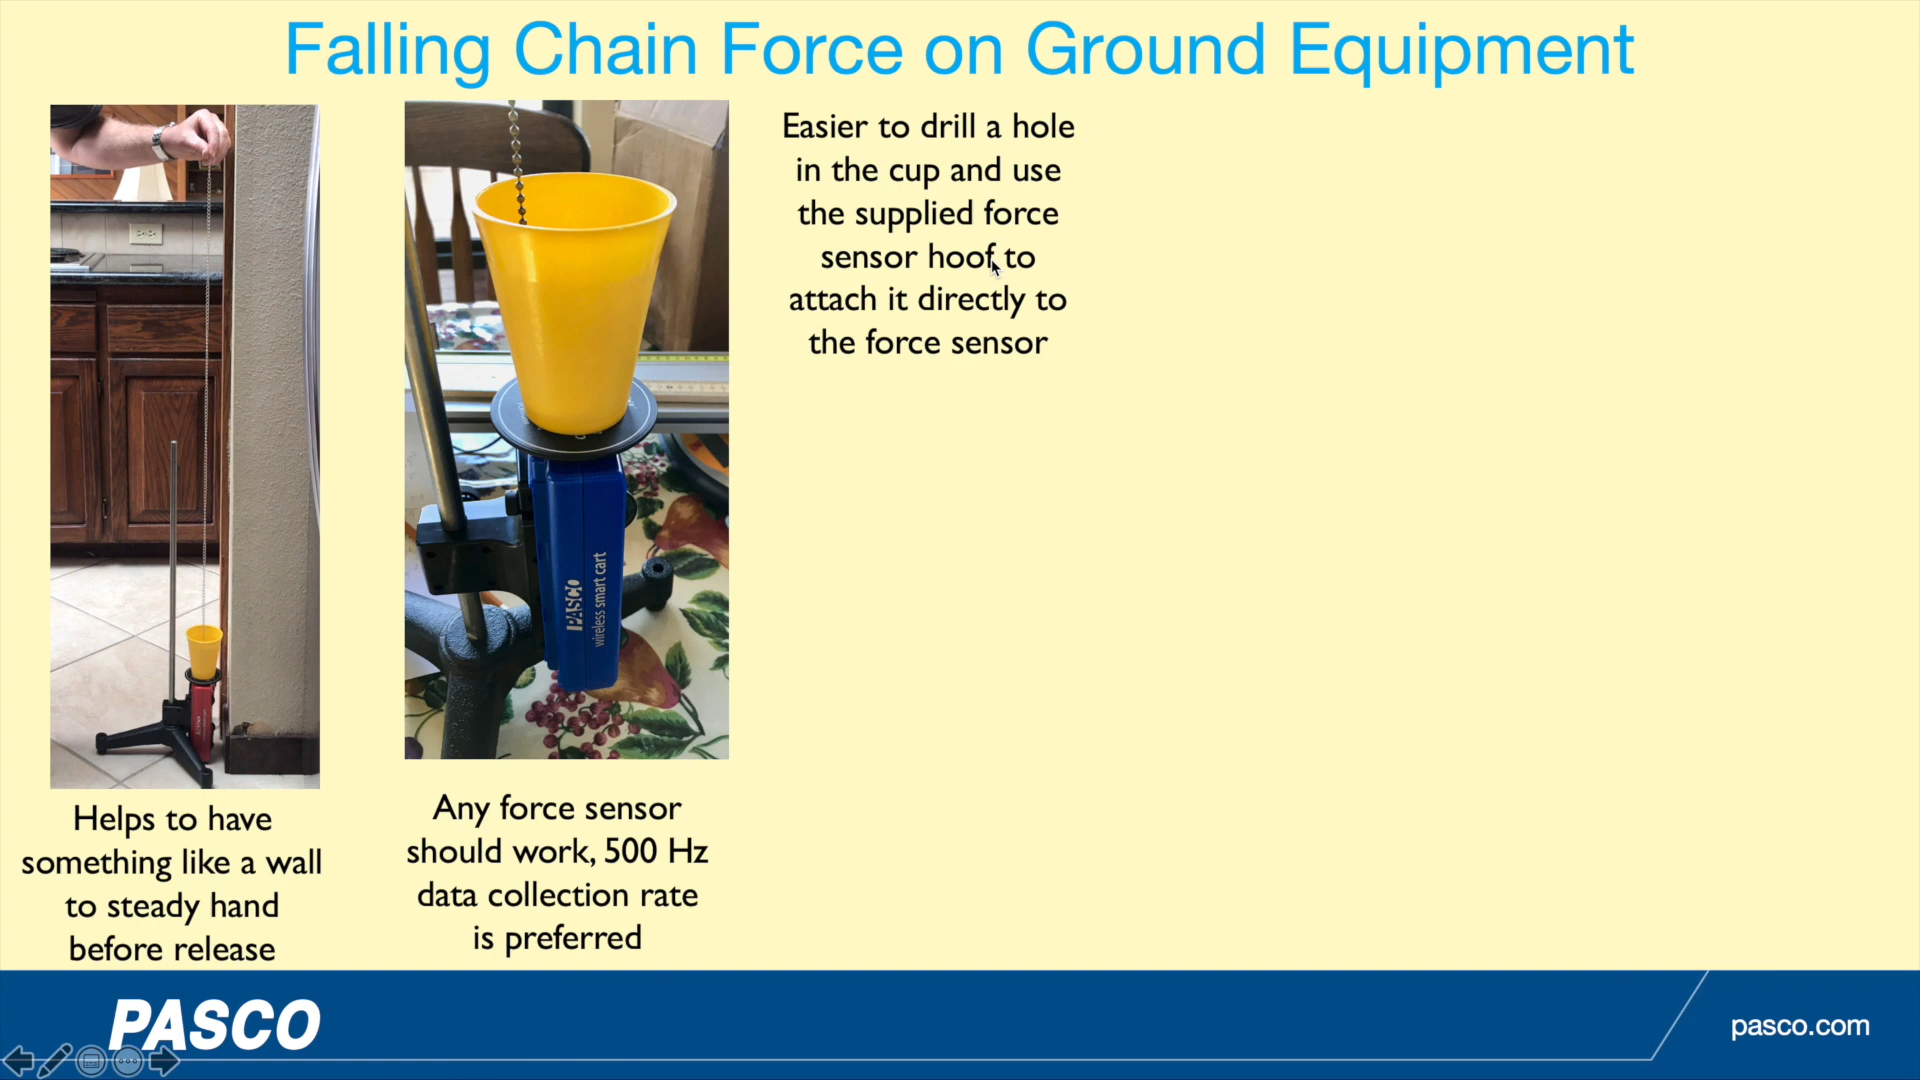 Falling Chain Force on Ground Equipment
Easier to drill a hole
in the cup and use
the supplied force
sensor hoof to
attach it directly to
the force sensor
PASCO
wireless smart cart
Helps to have
something like a wall
to steady hand
before release
Any force sensor
should work, 500 Hz
data collection rate
is preferred
PASCO
pasco.com